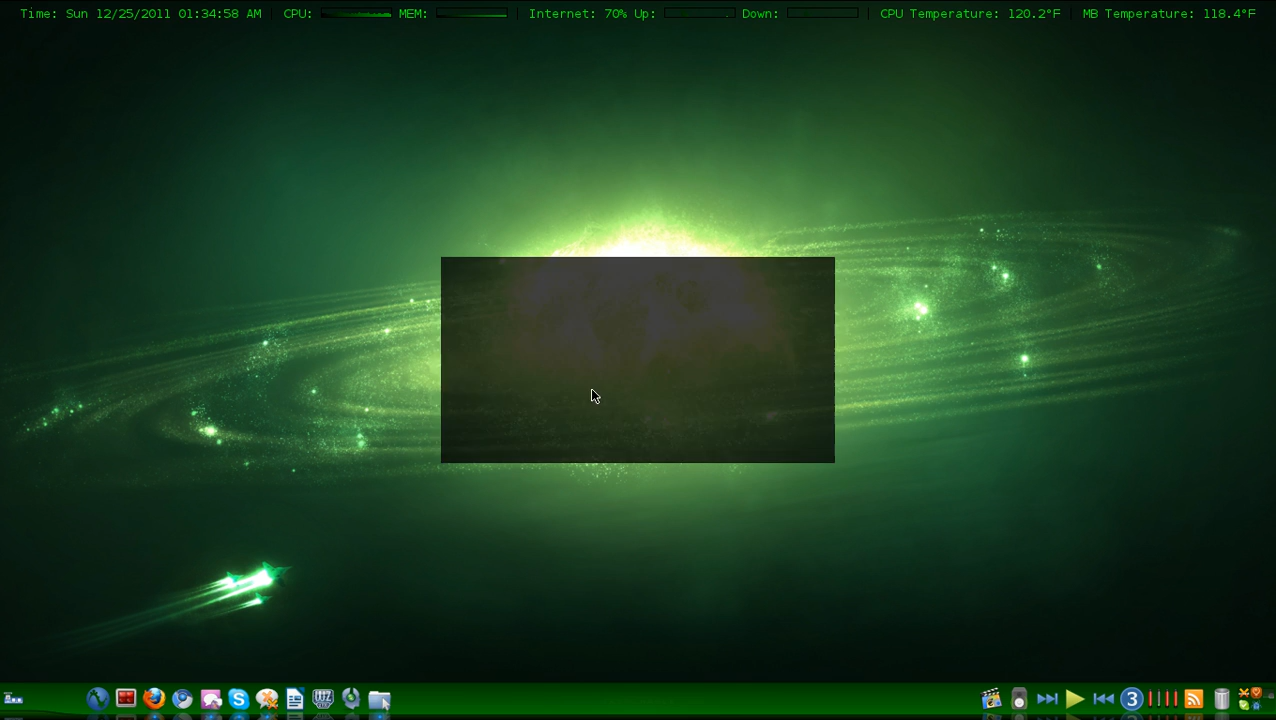 Time: Sun 12/25/2011 01:34:58 AM | CPU: MEM: | Internet: 70% Up: Down: | CPU Temperature: 120.2°F | MB Temperature: 118.4°F
3